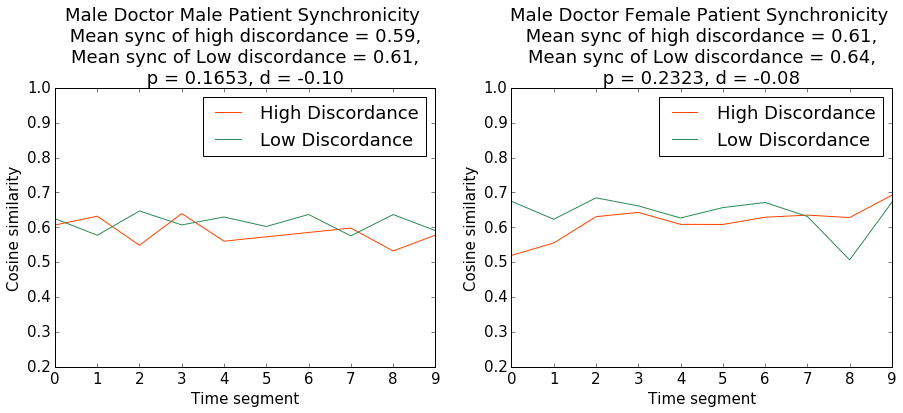 Male Doctor Male Patient Synchronicity
Mean sync of high discordance = 0.59,
Mean sync of Low discordance = 0.61,
p = 0.1653, d = -0.10
1.0
0.9
0.8
0.7
0.6
0.5
0.4
0.3
0.2
Cosine similarity
High Discordance
Low Discordance
0 1 2 3 4 5 6 7 8 9
Time segment
Male Doctor Female Patient Synchronicity
Mean sync of high discordance = 0.61,
Mean sync of Low discordance = 0.64,
p = 0.2323, d = -0.08
1.0
0.9
0.8
0.7
0.6
0.5
0.4
0.3
0.2
Cosine similarity
High Discordance
Low Discordance
0 1 2 3 4 5 6 7 8 9
Time segment